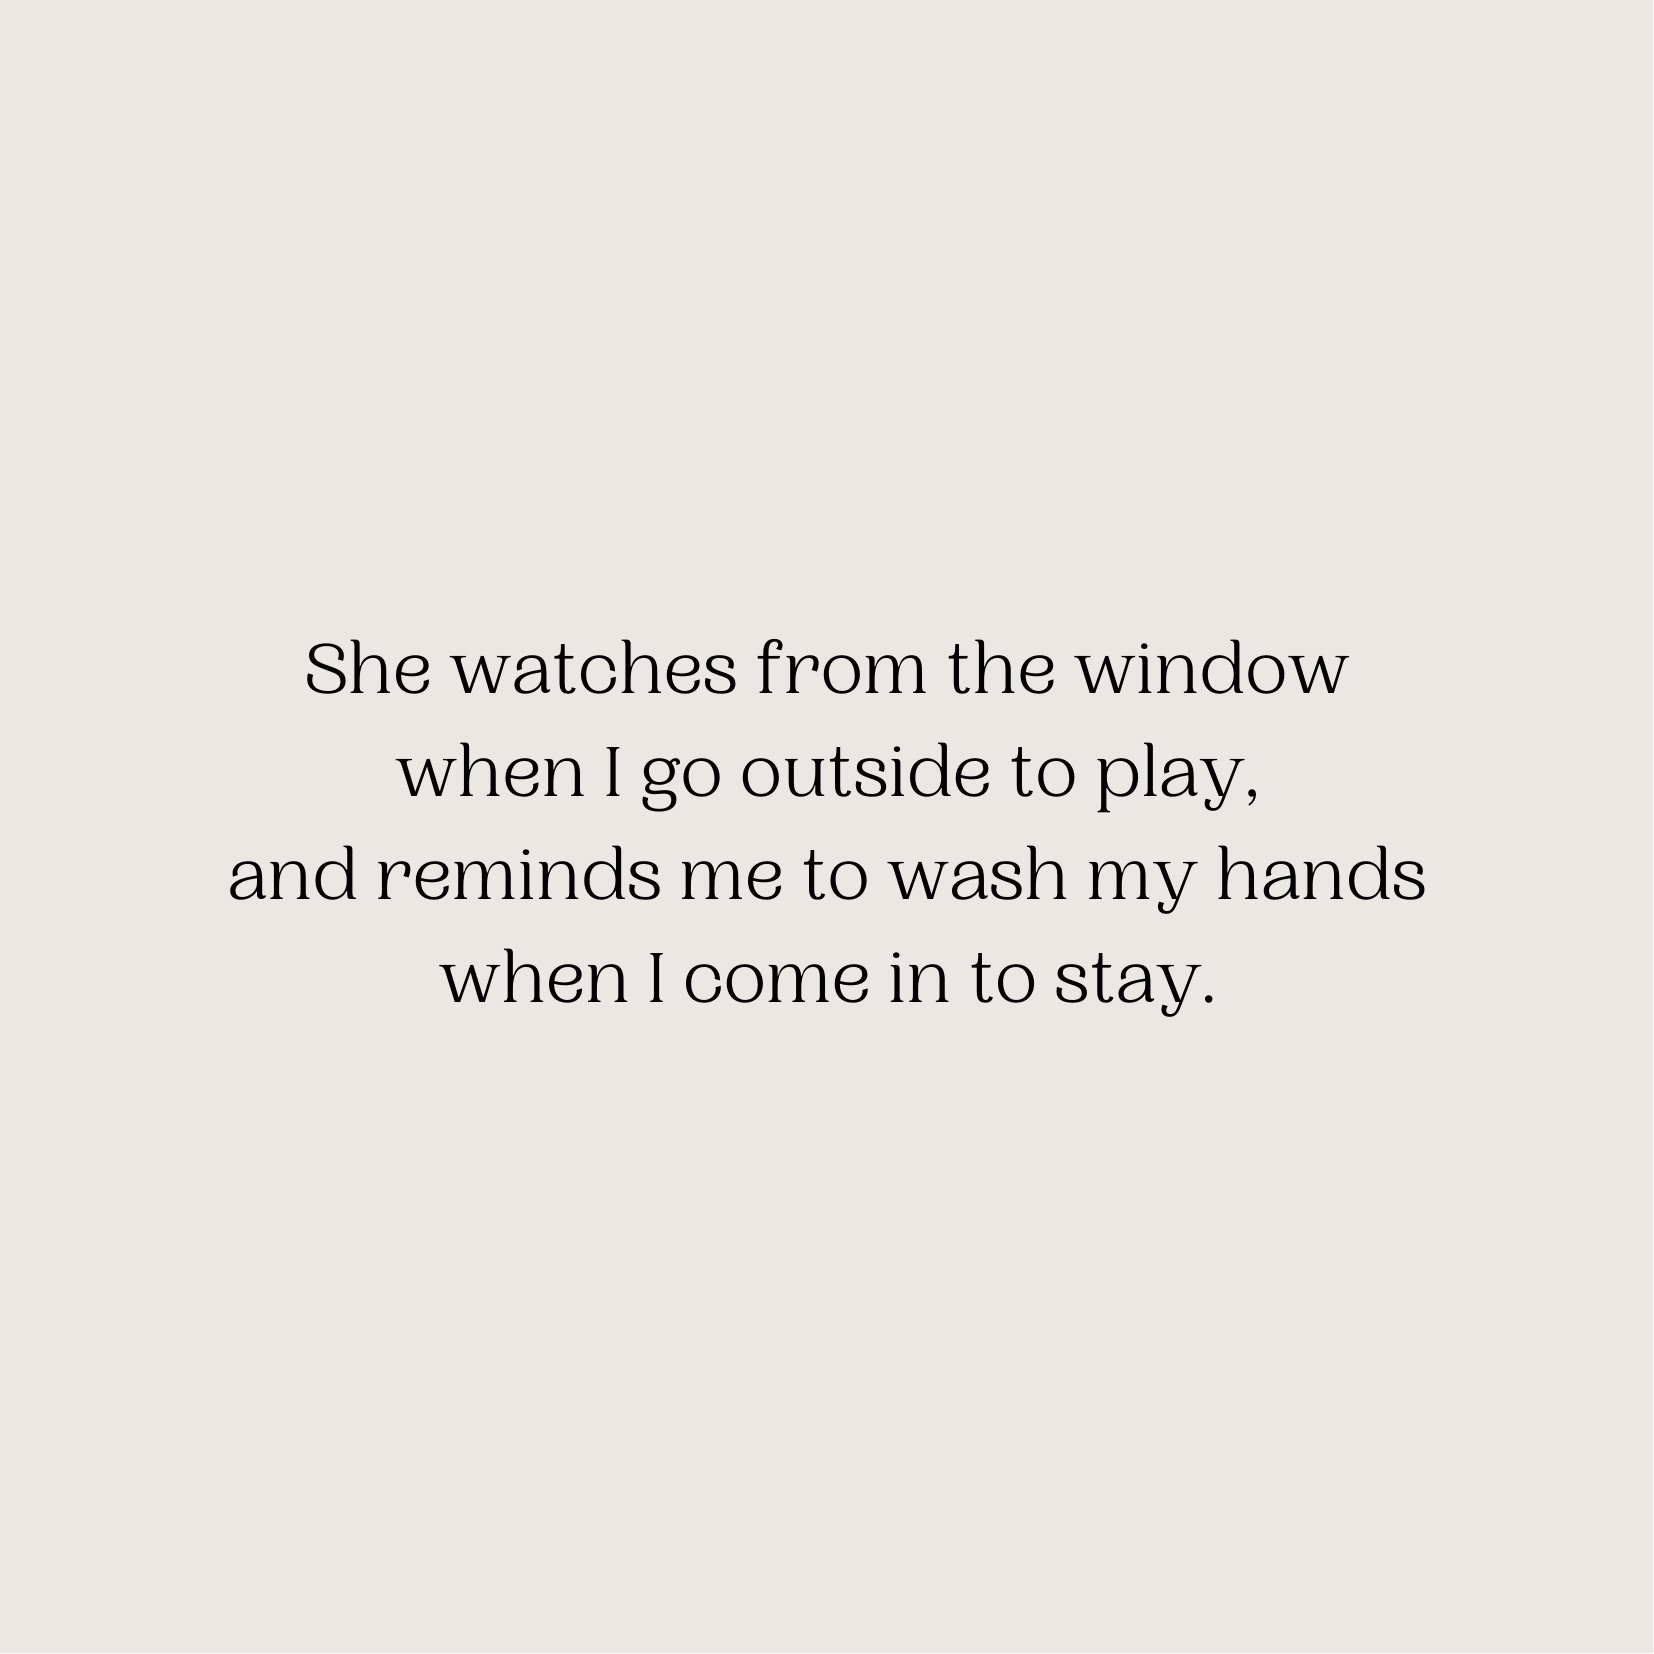 She watches from the window
when I go outside to play,
and reminds me to wash my hands
when I come in to stay.